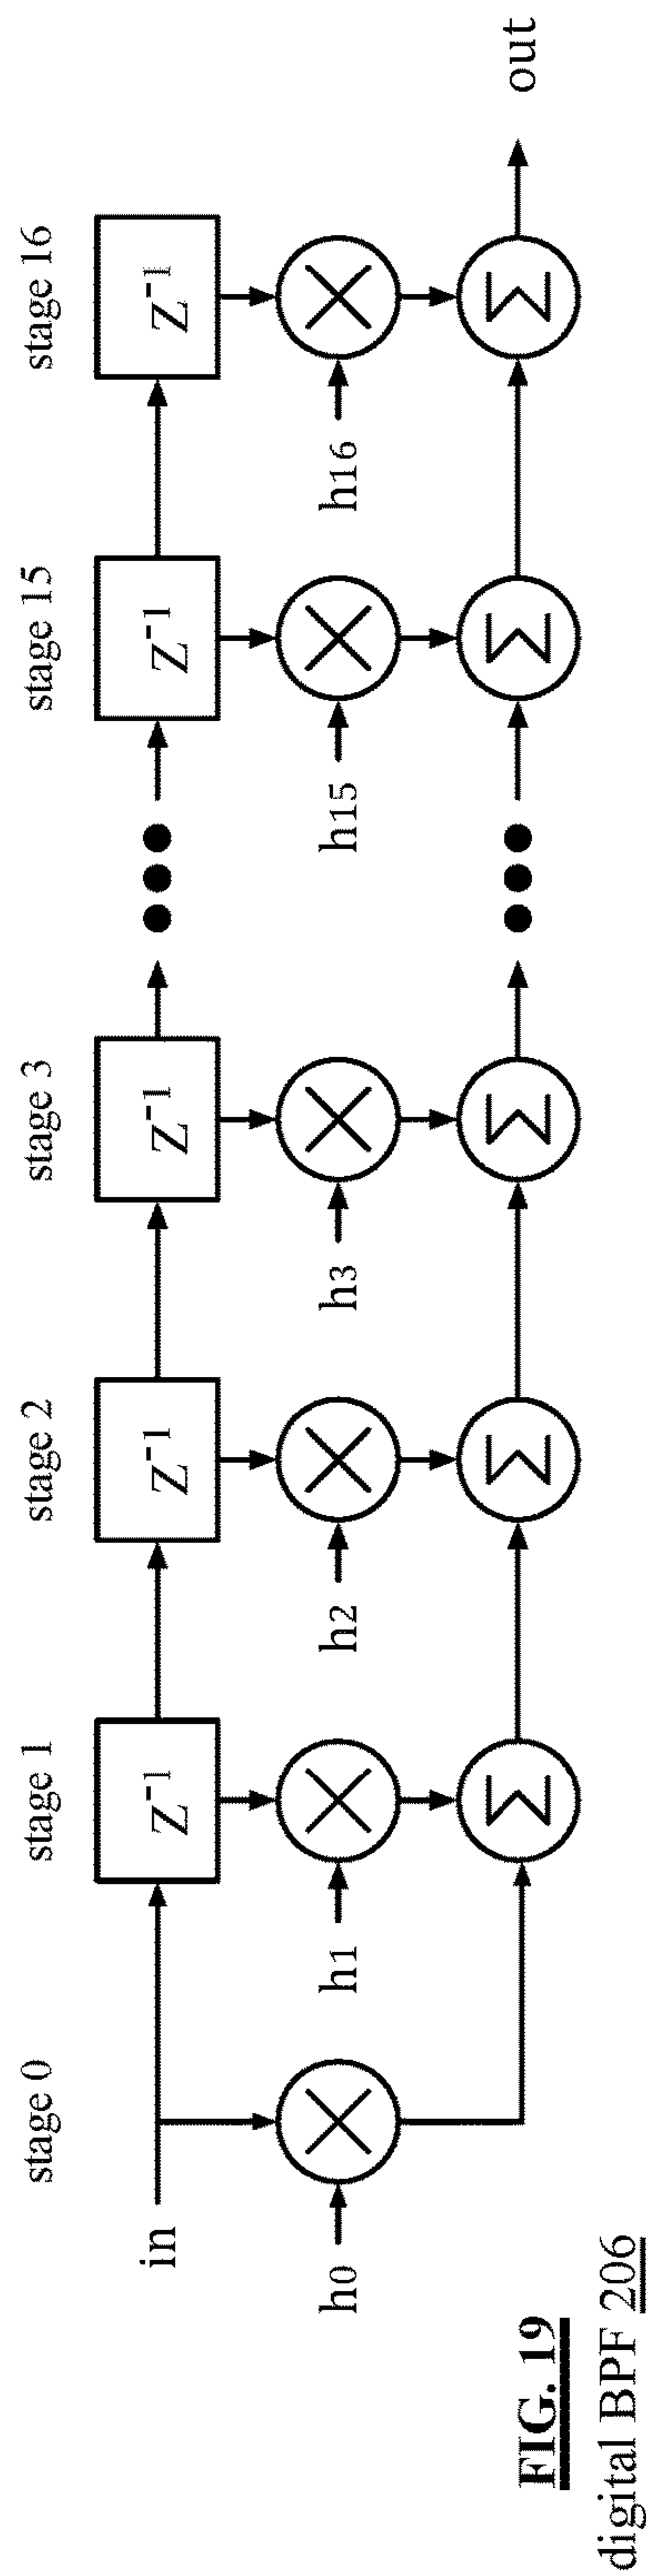 stage 0
stage 1
stage 2
stage 3
stage 15
stage 16
in
Z-1
Z-1
Z-1
Z-1
Z-1
h0
h1
h2
h3
h15
h16
Σ
Σ
Σ
Σ
Σ
out
FIG. 19
digital BPF 206